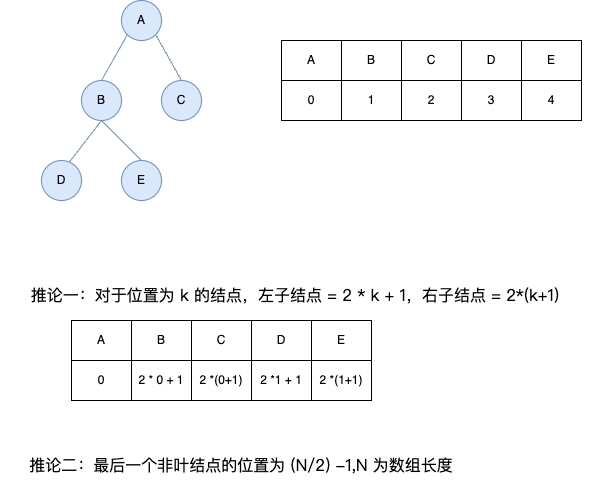 A
B
C
D
E
A B C D E
0 1 2 3 4
推论一：对于位置为 k 的结点，左子结点 = 2 * k + 1，右子结点 = 2*(k+1)
A B C D E
0 2 * 0 + 1 2 *(0+1) 2 *1 + 1 2 *(1+1)
推论二：最后一个非叶结点的位置为 (N/2) -1,N 为数组长度